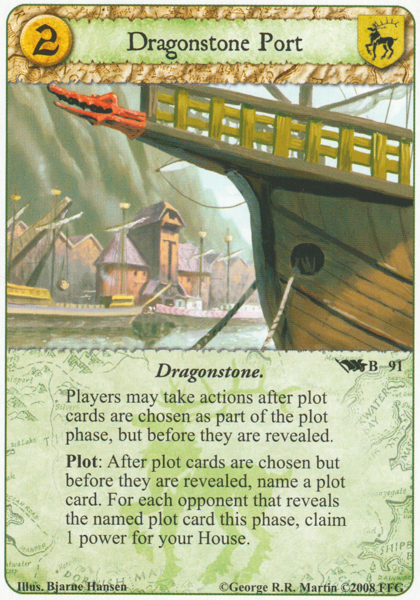 2
Dragonstone Port
Dragonstone.
B 91
Players may take actions after plot
cards are chosen as part of the plot
phase, but before they are revealed.
Plot: After plot cards are chosen but
before they are revealed, name a plot
card. For each opponent that reveals
the named plot card this phase, claim
1 power for your House.
Illus. Bjarne Hansen
©George R.R. Martin ©2008 FFG